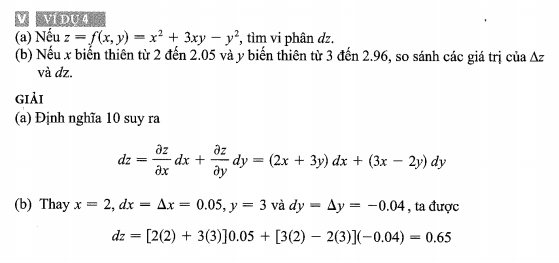 V VÍ DỤ 4
(a) Nếu z = f(x, y) = x² + 3xy − y², tìm vi phân dz.
(b) Nếu x biến thiên từ 2 đến 2.05 và y biến thiên từ 3 đến 2.96, so sánh các giá trị của Δz
và dz.
GIẢI
(a) Định nghĩa 10 suy ra
dz = ∂z/∂x dx + ∂z/∂y dy = (2x + 3y) dx + (3x − 2y) dy
(b) Thay x = 2, dx = Δx = 0.05, y = 3 và dy = Δy = −0.04, ta được
dz = [2(2) + 3(3)]0.05 + [3(2) − 2(3)](−0.04) = 0.65